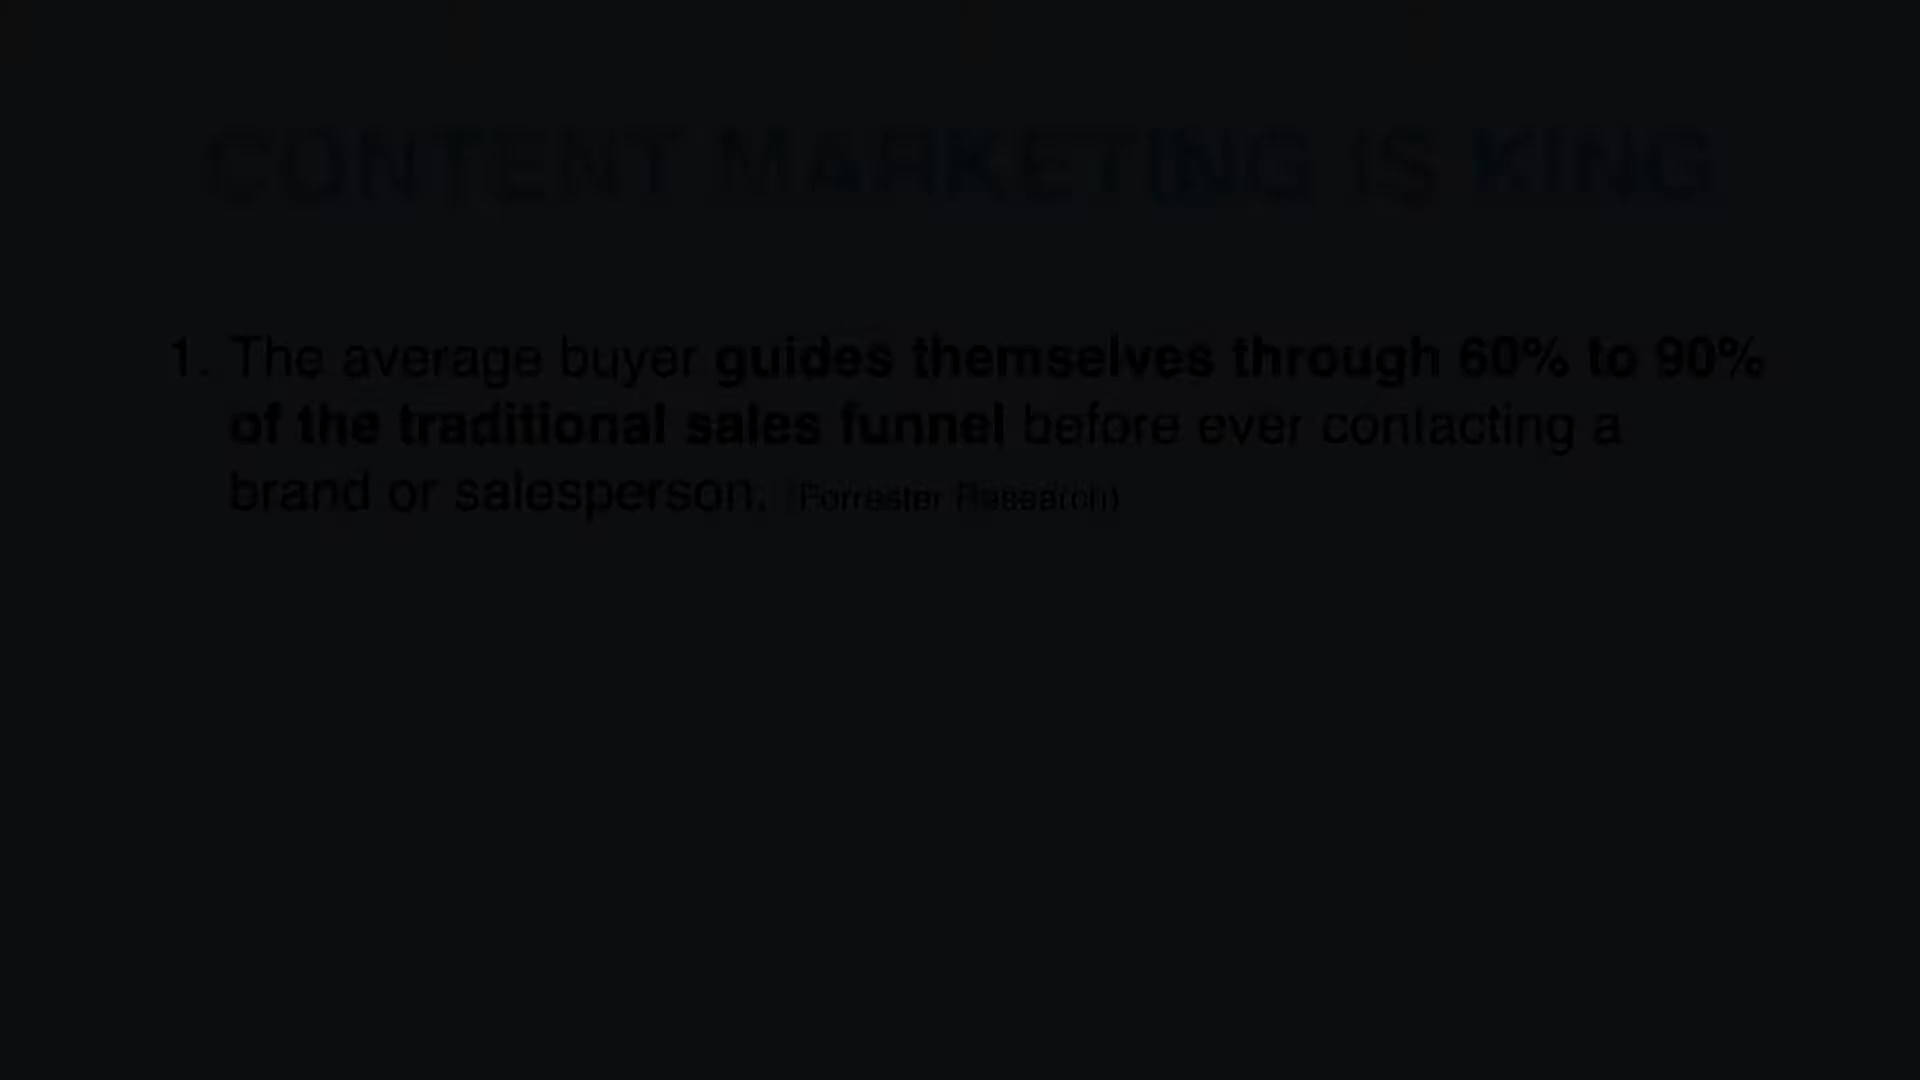 CONTENT MARKETING IS KING
1. The average buyer guides themselves through 60% to 90%
of the traditional sales funnel before ever contacting a
brand or salesperson. (Forrester Research)